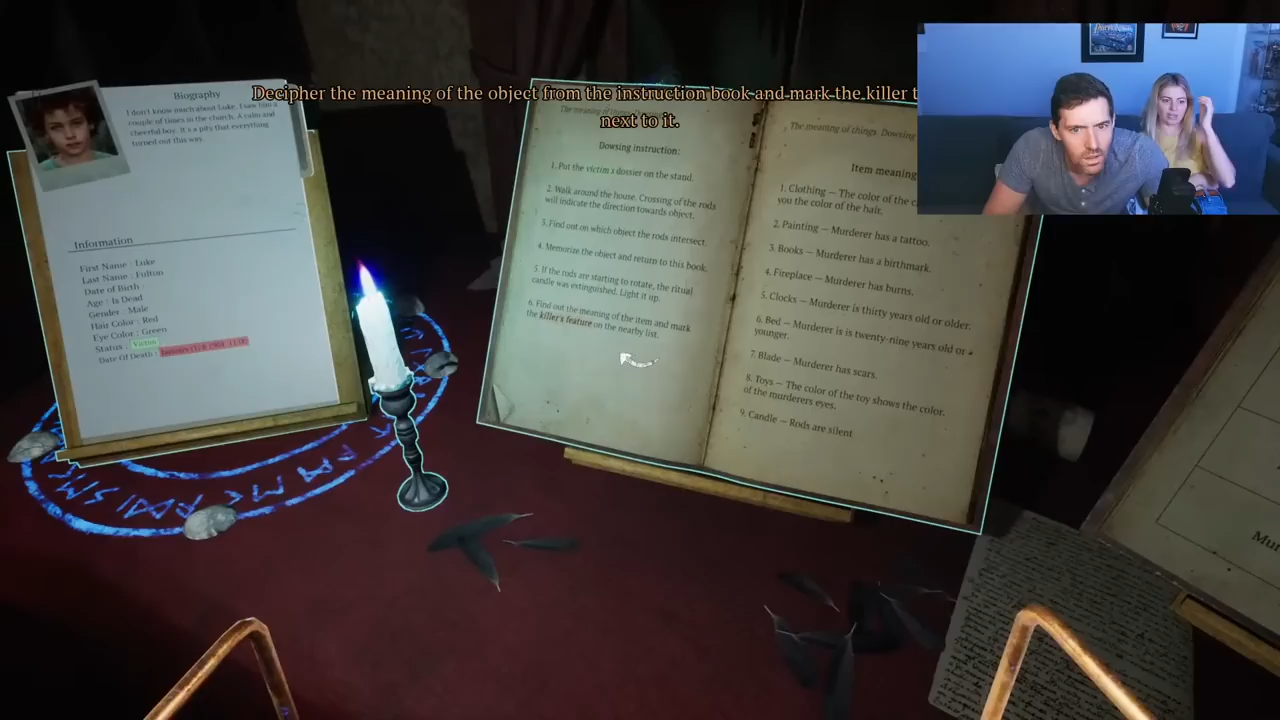 Decipher the meaning of the object from the instruction book and mark the killer t
next to it.
Biography
I don't know much about Luke. I saw him a
couple of times in the church. A calm and
cheerful boy. It's a pity that everything
turned out this way.
Information
First Name : Luke
Last Name : Fulton
Date of Birth :
Age : Is Dead
Gender : Male
Hair Color : Red
Eye Color : Green
Status : Victim
Date Of Death :
The meaning of things.
Dowsing instruction:
1. Put the victim's dossier on the stand.
2. Walk around the house. Crossing of the rods
will indicate the direction towards object.
3. Find out on which object the rods intersect.
4. Memorize the object and return to this book.
5. If the rods are starting to rotate, the ritual
candle was extinguished. Light it up.
6. Find out the meaning of the item and mark
the killer's feature on the nearby list.
The meaning of things. Dowsing
Item meaning
1. Clothing — The color of the c
you the color of the hair.
2. Painting — Murderer has a tattoo.
3. Books — Murderer has a birthmark.
4. Fireplace — Murderer has burns.
5. Clocks — Murderer is thirty years old or older.
6. Bed — Murderer is is twenty-nine years old or
younger.
7. Blade — Murderer has scars.
8. Toys — The color of the toy shows the color.
of the murderers eyes.
9. Candle — Rods are silent
Mur